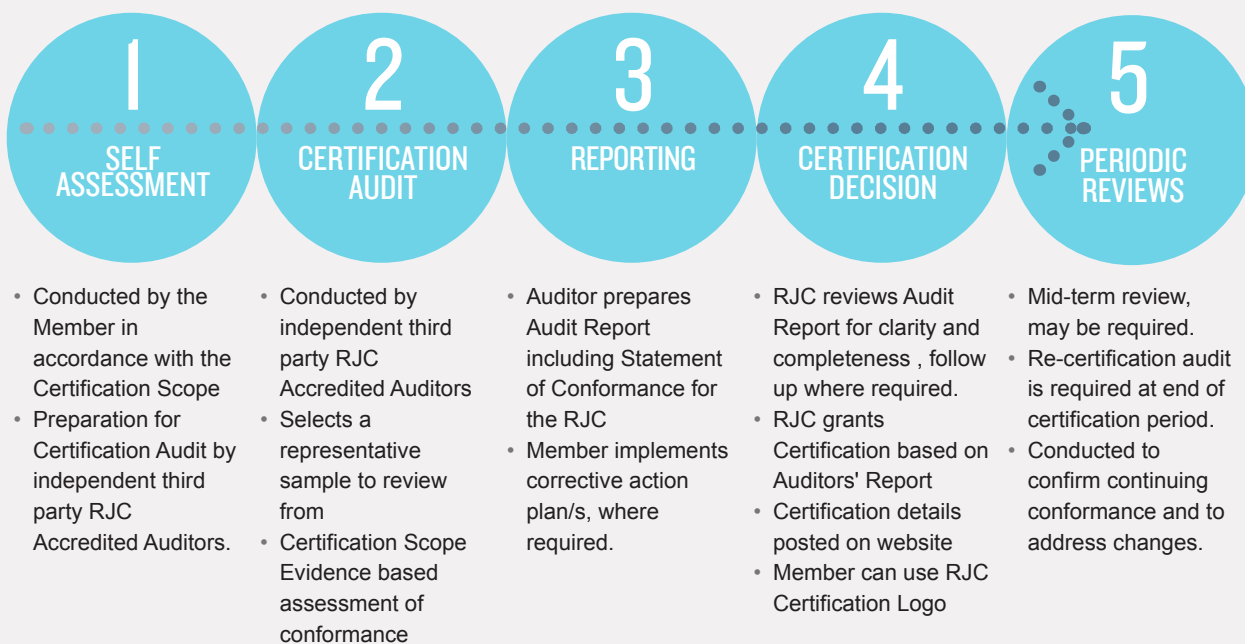 1
SELF
ASSESSMENT
• Conducted by the
Member in
accordance with the
Certification Scope
• Preparation for
Certification Audit by
independent third
party RJC
Accredited Auditors.
2
CERTIFICATION
AUDIT
• Conducted by
independent third
party RJC
Accredited Auditors
• Selects a
representative
sample to review
from
• Certification Scope
Evidence based
assessment of
conformance
3
REPORTING
• Auditor prepares
Audit Report
including Statement
of Conformance for
the RJC
• Member implements
corrective action
plan/s, where
required.
4
CERTIFICATION
DECISION
• RJC reviews Audit
Report for clarity and
completeness , follow
up where required.
• RJC grants
Certification based on
Auditors' Report
• Certification details
posted on website
• Member can use RJC
Certification Logo
5
PERIODIC
REVIEWS
• Mid-term review,
may be required.
• Re-certification audit
is required at end of
certification period.
• Conducted to
confirm continuing
conformance and to
address changes.